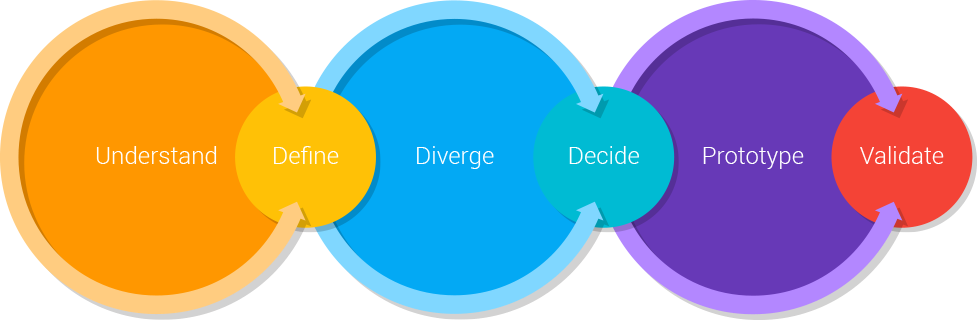 Understand
Define
Diverge
Decide
Prototype
Validate